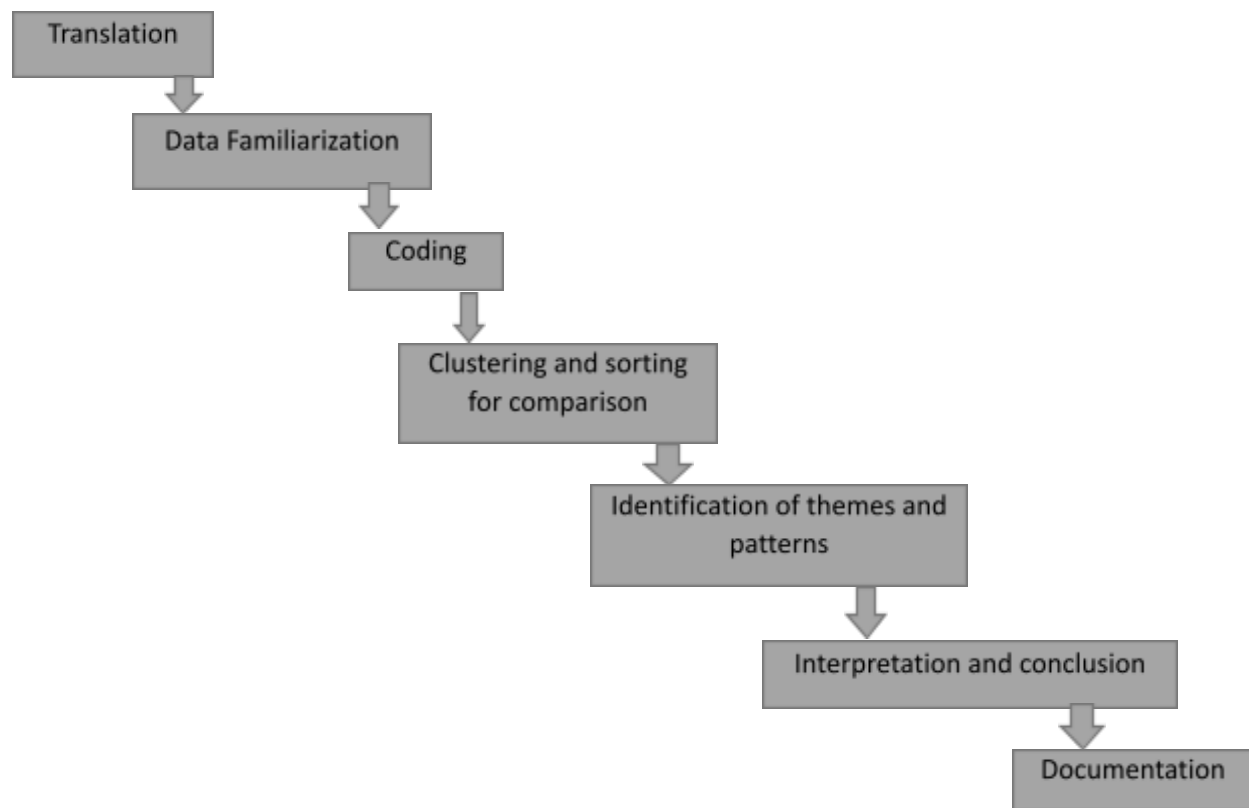 Translation
Data Familiarization
Coding
Clustering and sorting
for comparison
Identification of themes and
patterns
Interpretation and conclusion
Documentation